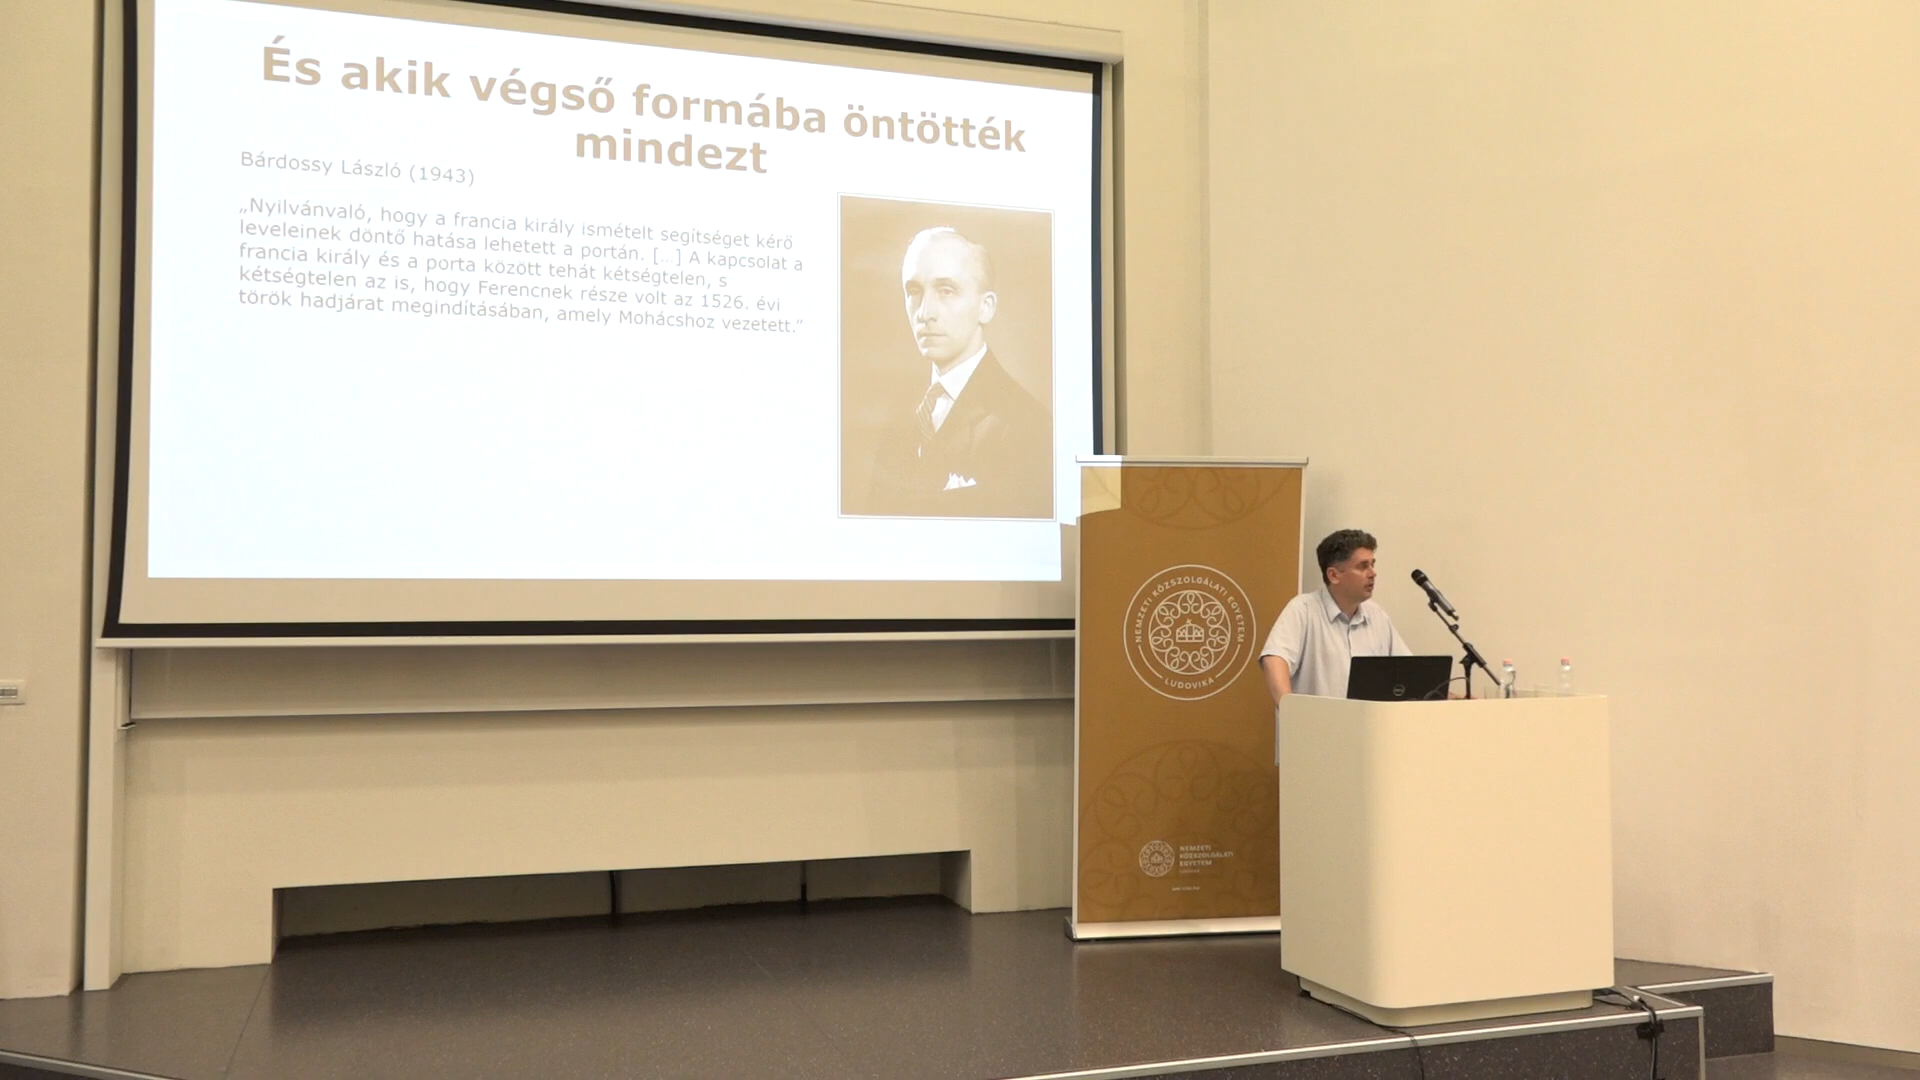 És akik végső formába öntötték
mindezt
Bárdossy László (1943)
„Nyilvánvaló, hogy a francia király ismételt segítséget kérő
leveleinek döntő hatása lehetett a portán. [...] A kapcsolat a
francia király és a porta között tehát kétségtelen, s
kétségtelen az is, hogy Ferencnek része volt az 1526. évi
török hadjárat megindításában, amely Mohácshoz vezetett.”
NEMZETI KÖZSZOLGÁLATI EGYETEM
LUDOVIKA
NEMZETI
KÖZSZOLGÁLATI
EGYETEM